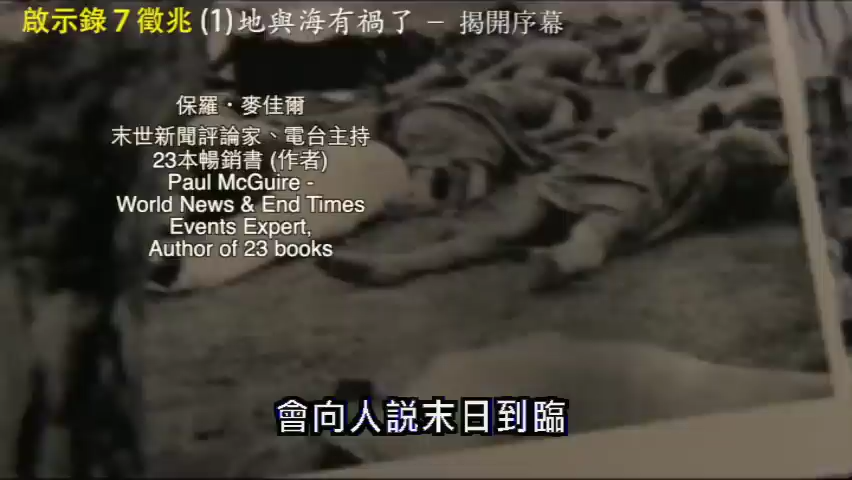 啟示錄 7 徵兆 (1)地與海有禍了 － 揭開序幕
保羅・麥佳爾
末世新聞評論家、電台主持
23本暢銷書 (作者)
Paul McGuire -
World News & End Times
Events Expert,
Author of 23 books
會向人說末日到臨